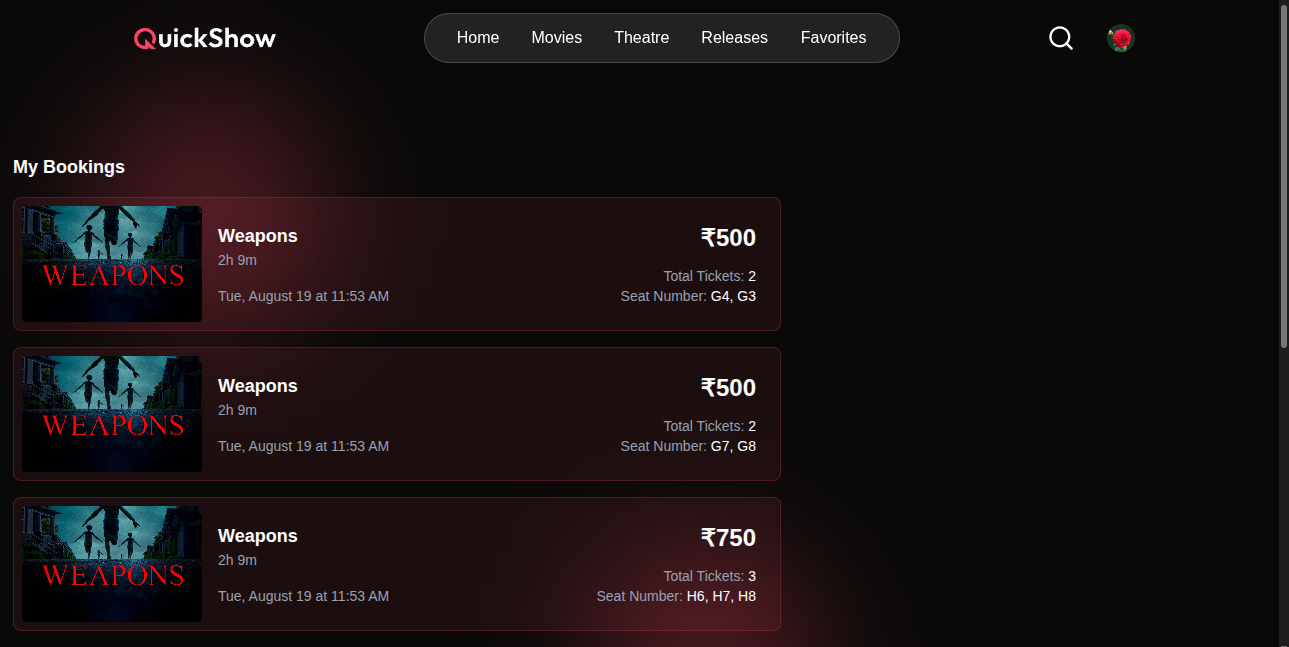 QuickShow
Home Movies Theatre Releases Favorites
My Bookings
WEAPONS
Weapons
2h 9m
Tue, August 19 at 11:53 AM
₹500
Total Tickets: 2
Seat Number: G4, G3
WEAPONS
Weapons
2h 9m
Tue, August 19 at 11:53 AM
₹500
Total Tickets: 2
Seat Number: G7, G8
WEAPONS
Weapons
2h 9m
Tue, August 19 at 11:53 AM
₹750
Total Tickets: 3
Seat Number: H6, H7, H8